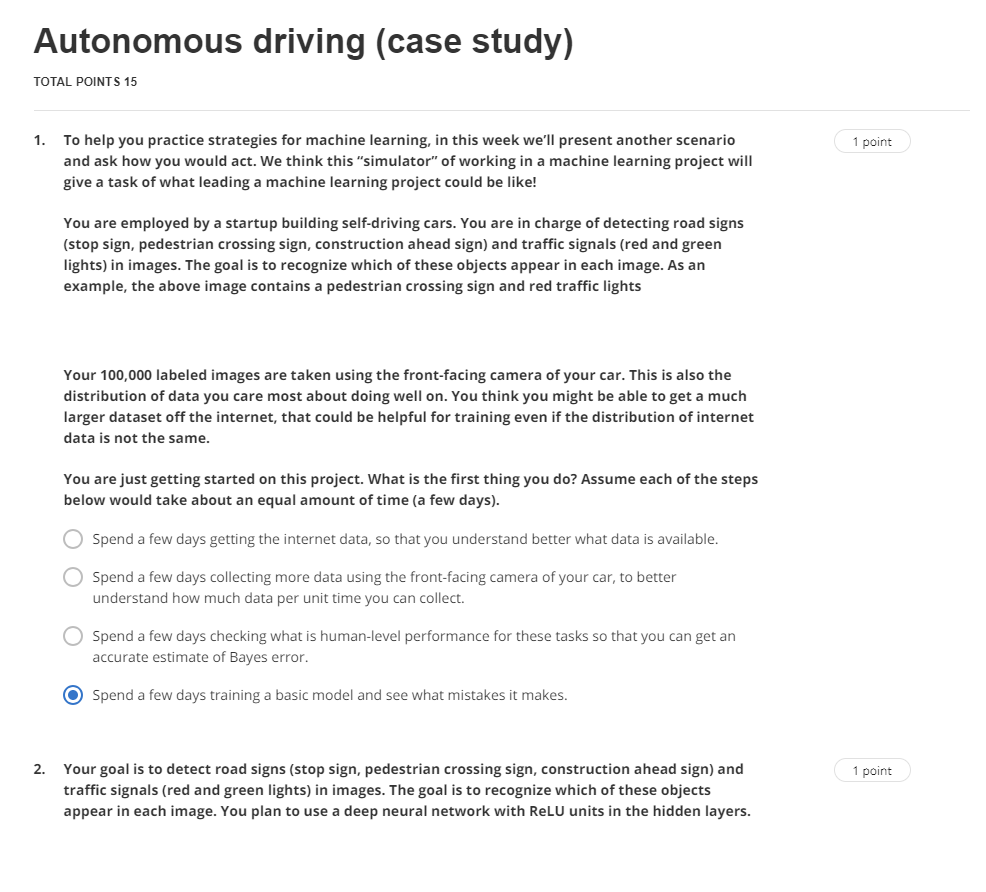 Autonomous driving (case study)
TOTAL POINTS 15
1. To help you practice strategies for machine learning, in this week we’ll present another scenario 1 point
and ask how you would act. We think this “simulator” of working in a machine learning project will
give a task of what leading a machine learning project could be like!
You are employed by a startup building self-driving cars. You are in charge of detecting road signs
(stop sign, pedestrian crossing sign, construction ahead sign) and traffic signals (red and green
lights) in images. The goal is to recognize which of these objects appear in each image. As an
example, the above image contains a pedestrian crossing sign and red traffic lights
Your 100,000 labeled images are taken using the front-facing camera of your car. This is also the
distribution of data you care most about doing well on. You think you might be able to get a much
larger dataset off the internet, that could be helpful for training even if the distribution of internet
data is not the same.
You are just getting started on this project. What is the first thing you do? Assume each of the steps
below would take about an equal amount of time (a few days).
Spend a few days getting the internet data, so that you understand better what data is available.
Spend a few days collecting more data using the front-facing camera of your car, to better
understand how much data per unit time you can collect.
Spend a few days checking what is human-level performance for these tasks so that you can get an
accurate estimate of Bayes error.
Spend a few days training a basic model and see what mistakes it makes.
2. Your goal is to detect road signs (stop sign, pedestrian crossing sign, construction ahead sign) and 1 point
traffic signals (red and green lights) in images. The goal is to recognize which of these objects
appear in each image. You plan to use a deep neural network with ReLU units in the hidden layers.